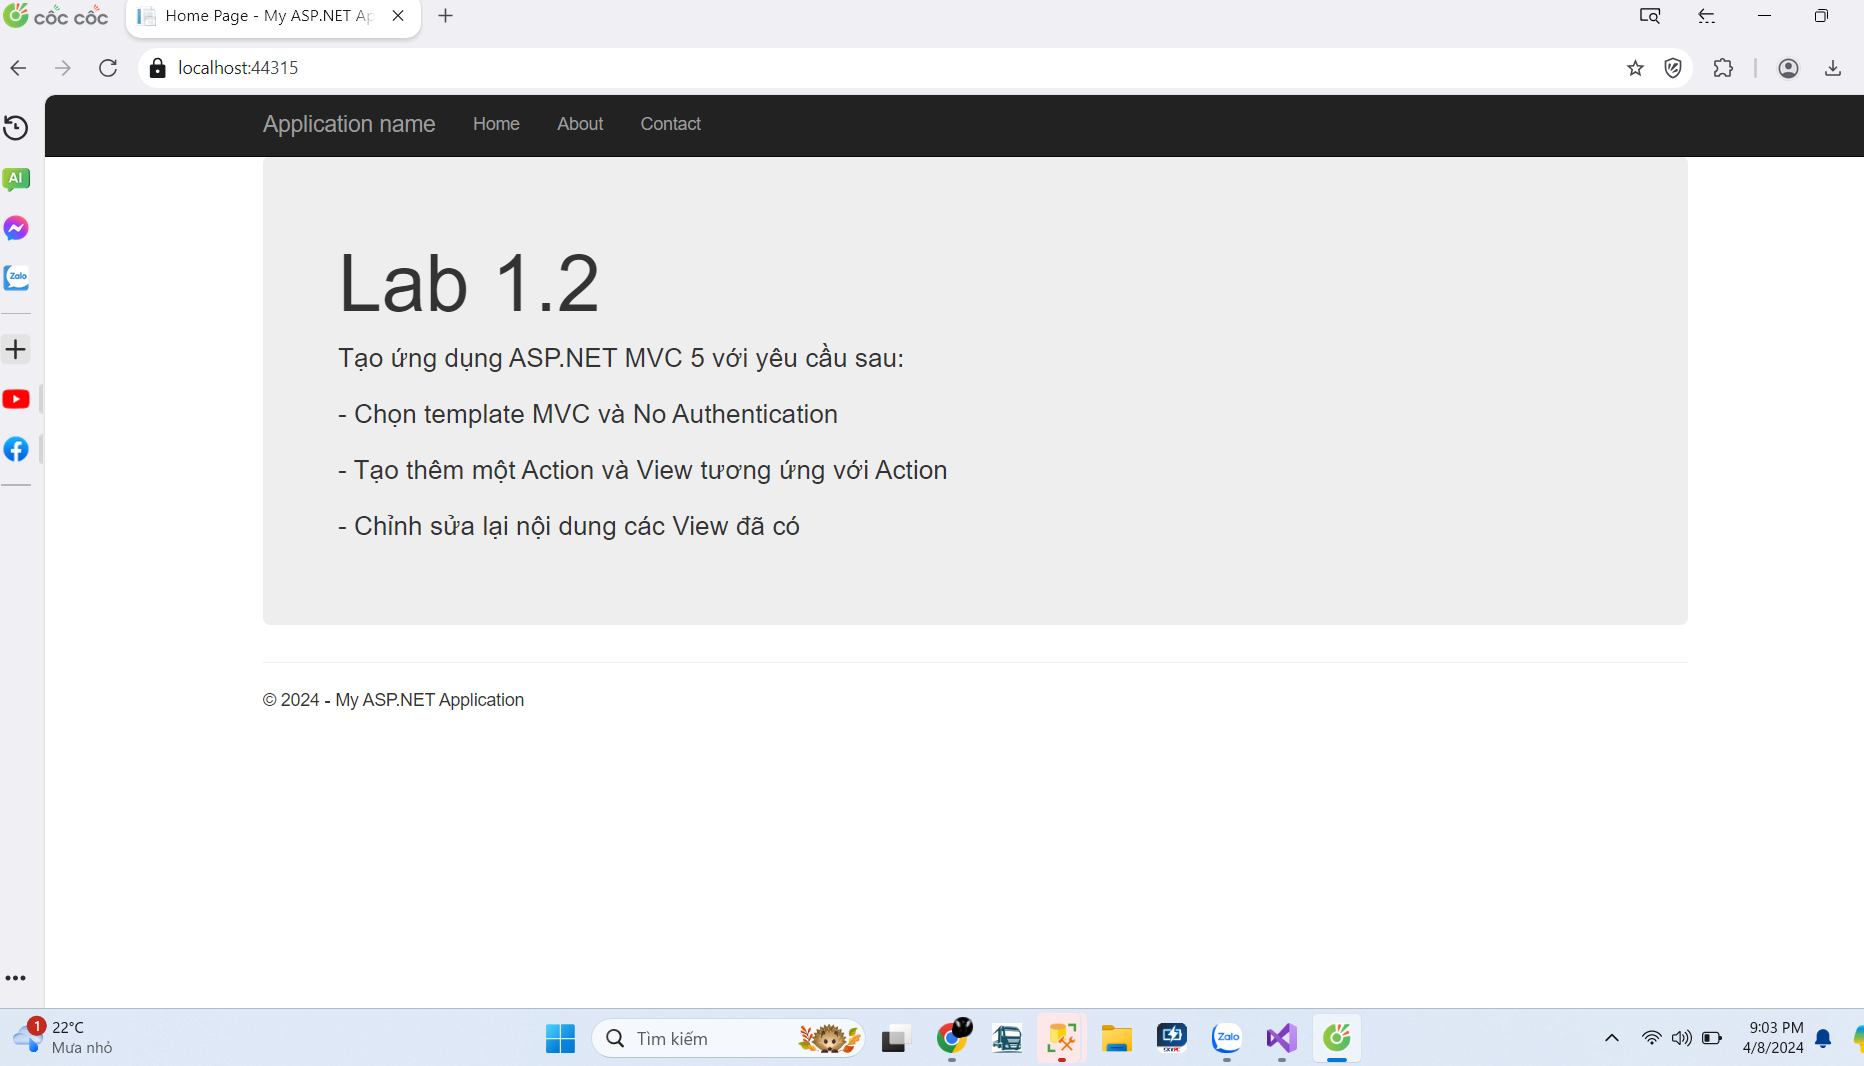 cốc cốc
Home Page - My ASP.NET Ap
localhost:44315
Application name Home About Contact
AI
Zalo
Lab 1.2
Tạo ứng dụng ASP.NET MVC 5 với yêu cầu sau:
- Chọn template MVC và No Authentication
- Tạo thêm một Action và View tương ứng với Action
- Chỉnh sửa lại nội dung các View đã có
© 2024 - My ASP.NET Application
1
22°C
Mưa nhỏ
Tìm kiếm
Zalo
9:03 PM
4/8/2024